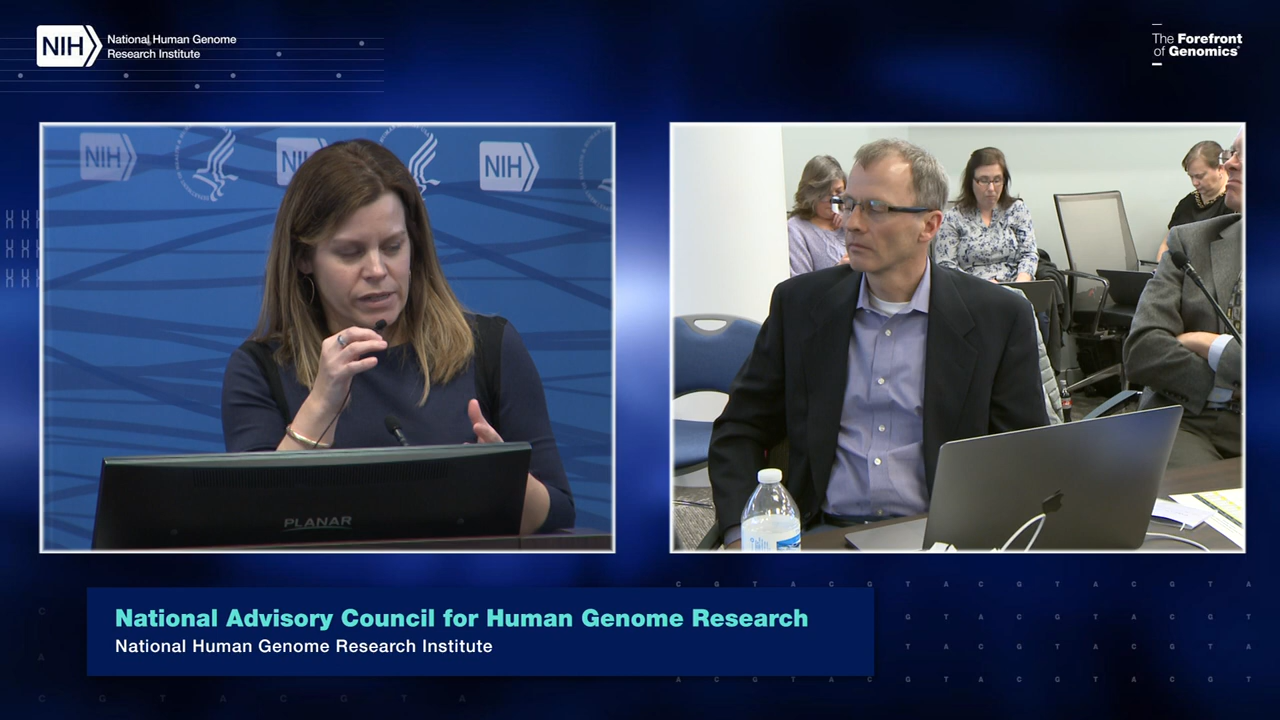 NIH
National Human Genome
Research Institute
The Forefront
of Genomics®
NIH
NIH
NIH
PLANAR
National Advisory Council for Human Genome Research
National Human Genome Research Institute
C G T A C G T A C G T A C G T A
C
G T A C G T A C G T
A
T A C G T A C G T A
A C G T A C G T A C G T A C G T
C G T A C G T A